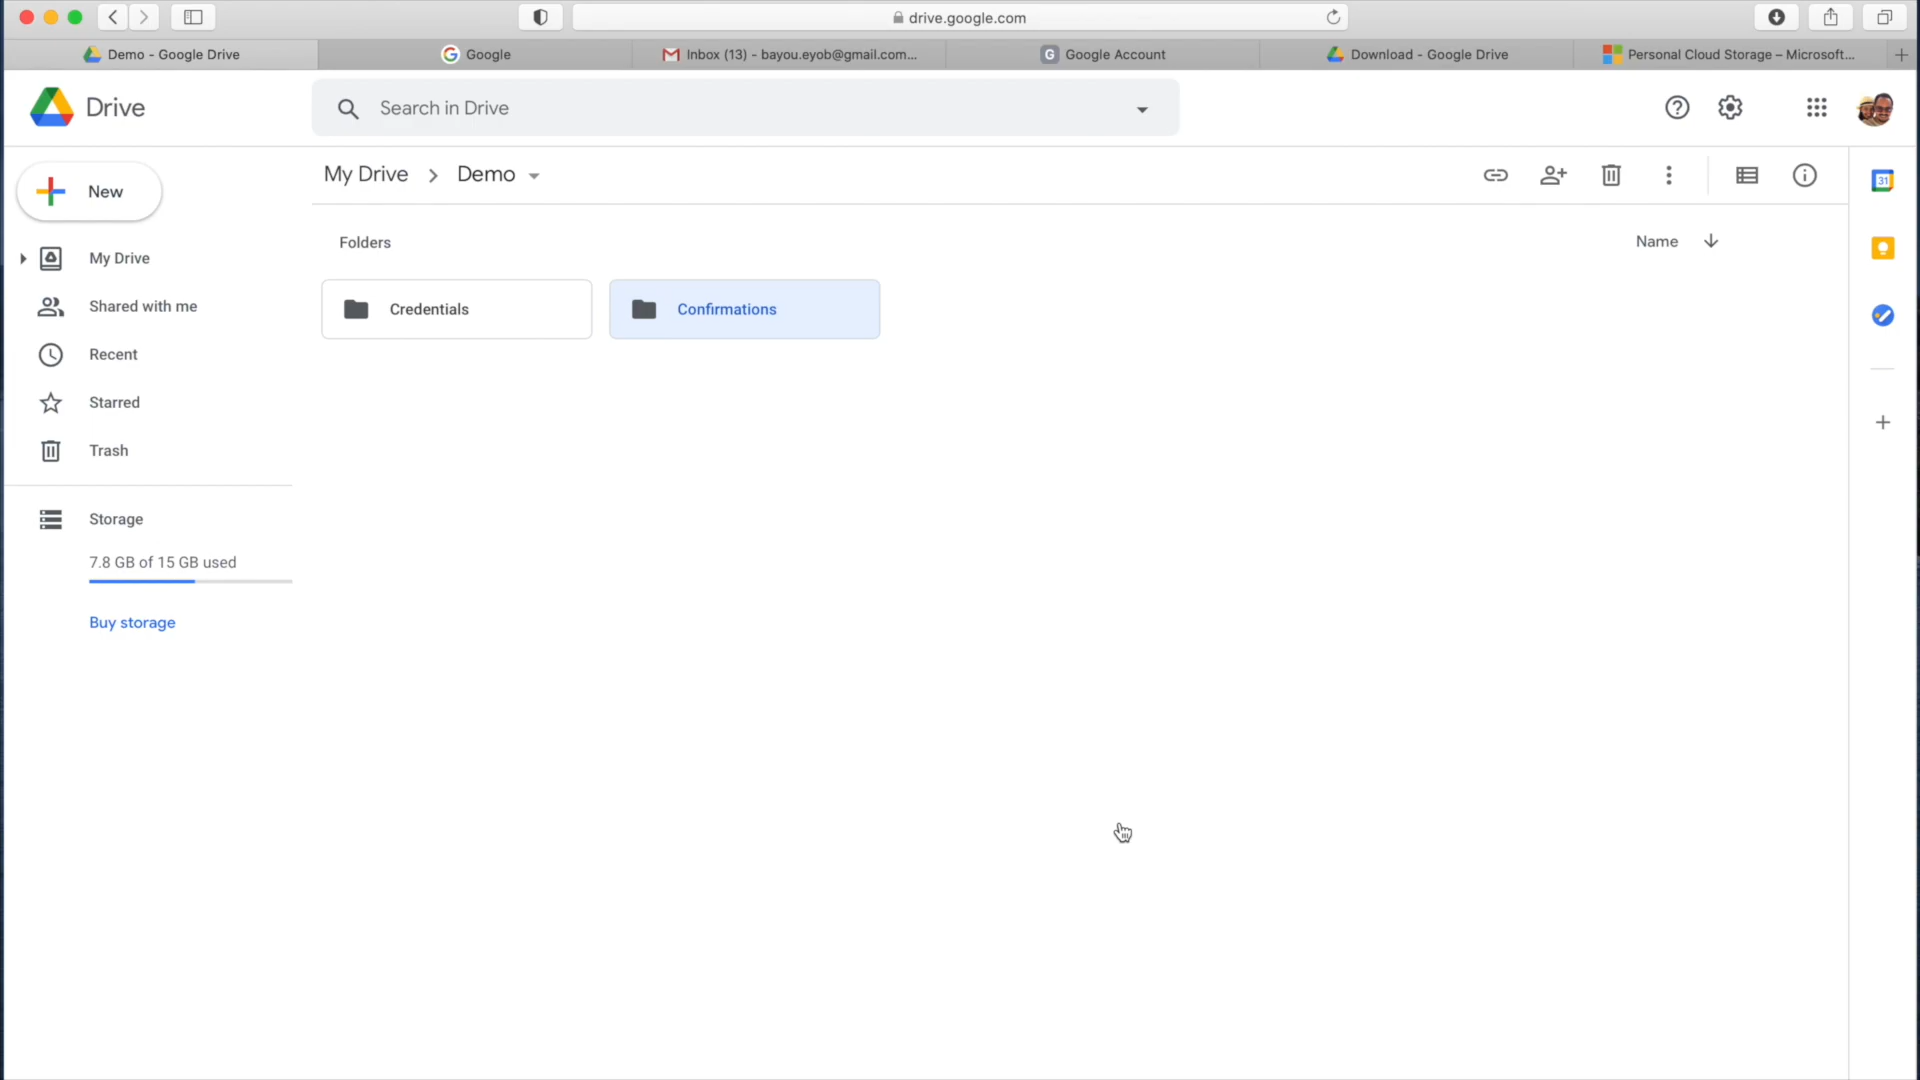 drive.google.com
Demo - Google Drive
Google
Inbox (13) - bayou.eyob@gmail.com...
G Google Account
Download - Google Drive
Personal Cloud Storage – Microsoft...
Drive
Search in Drive
New
My Drive
Demo
31
My Drive
Shared with me
Recent
Starred
Trash
Storage
7.8 GB of 15 GB used
Buy storage
Folders
Name
Credentials
Confirmations